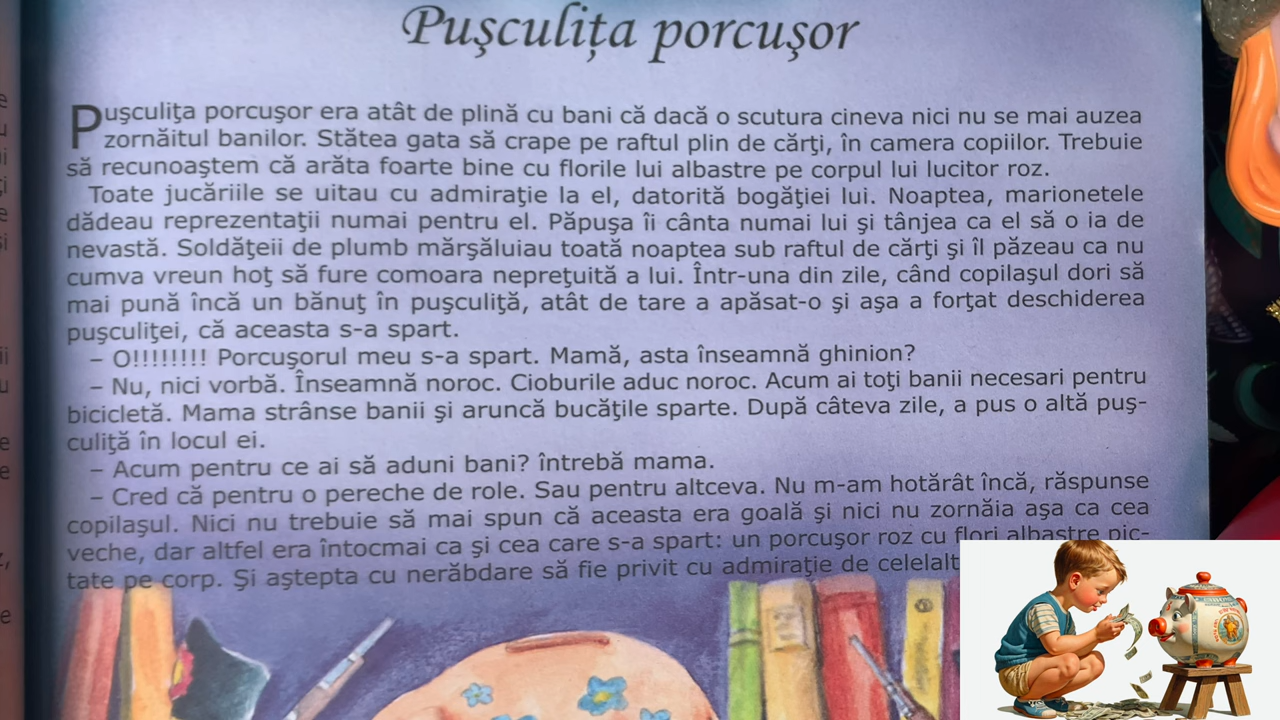 Puşculița porcuşor
Puşculiţa porcuşor era atât de plină cu bani că dacă o scutura cineva nici nu se mai auzea
zornăitul banilor. Stătea gata să crape pe raftul plin de cărţi, în camera copiilor. Trebuie
să recunoaştem că arăta foarte bine cu florile lui albastre pe corpul lui lucitor roz.
Toate jucăriile se uitau cu admiraţie la el, datorită bogăţiei lui. Noaptea, marionetele
dădeau reprezentaţii numai pentru el. Păpuşa îi cânta numai lui şi tânjea ca el să o ia de
nevastă. Soldăţeii de plumb mărşăluiau toată noaptea sub raftul de cărţi şi îl păzeau ca nu
cumva vreun hoţ să fure comoara nepreţuită a lui. Într-una din zile, când copilaşul dori să
mai pună încă un bănuţ în puşculiţă, atât de tare a apăsat-o şi aşa a forţat deschiderea
puşculiţei, că aceasta s-a spart.
– O!!!!!!!! Porcuşorul meu s-a spart. Mamă, asta înseamnă ghinion?
– Nu, nici vorbă. Înseamnă noroc. Cioburile aduc noroc. Acum ai toţi banii necesari pentru
bicicletă. Mama strânse banii şi aruncă bucăţile sparte. După câteva zile, a pus o altă puş-
culiţă în locul ei.
– Acum pentru ce ai să aduni bani? întrebă mama.
– Cred că pentru o pereche de role. Sau pentru altceva. Nu m-am hotărât încă, răspunse
copilaşul. Nici nu trebuie să mai spun că aceasta era goală şi nici nu zornăia aşa ca cea
veche, dar altfel era întocmai ca şi cea care s-a spart: un porcuşor roz cu flori albastre pic-
tate pe corp. Şi aştepta cu nerăbdare să fie privit cu admiraţie de celelalt